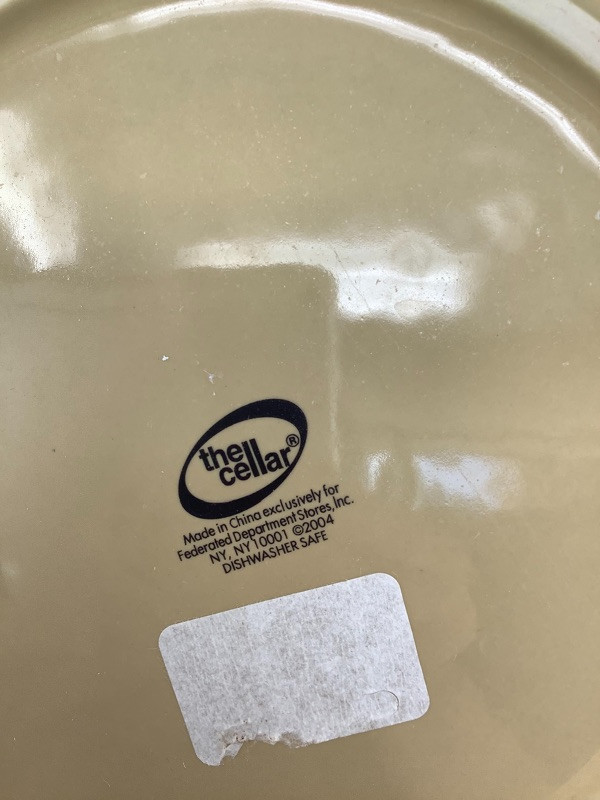 the
cellar®
Made in China exclusively for
Federated Department Stores, Inc.
NY, NY 10001 ©2004
DISHWASHER SAFE